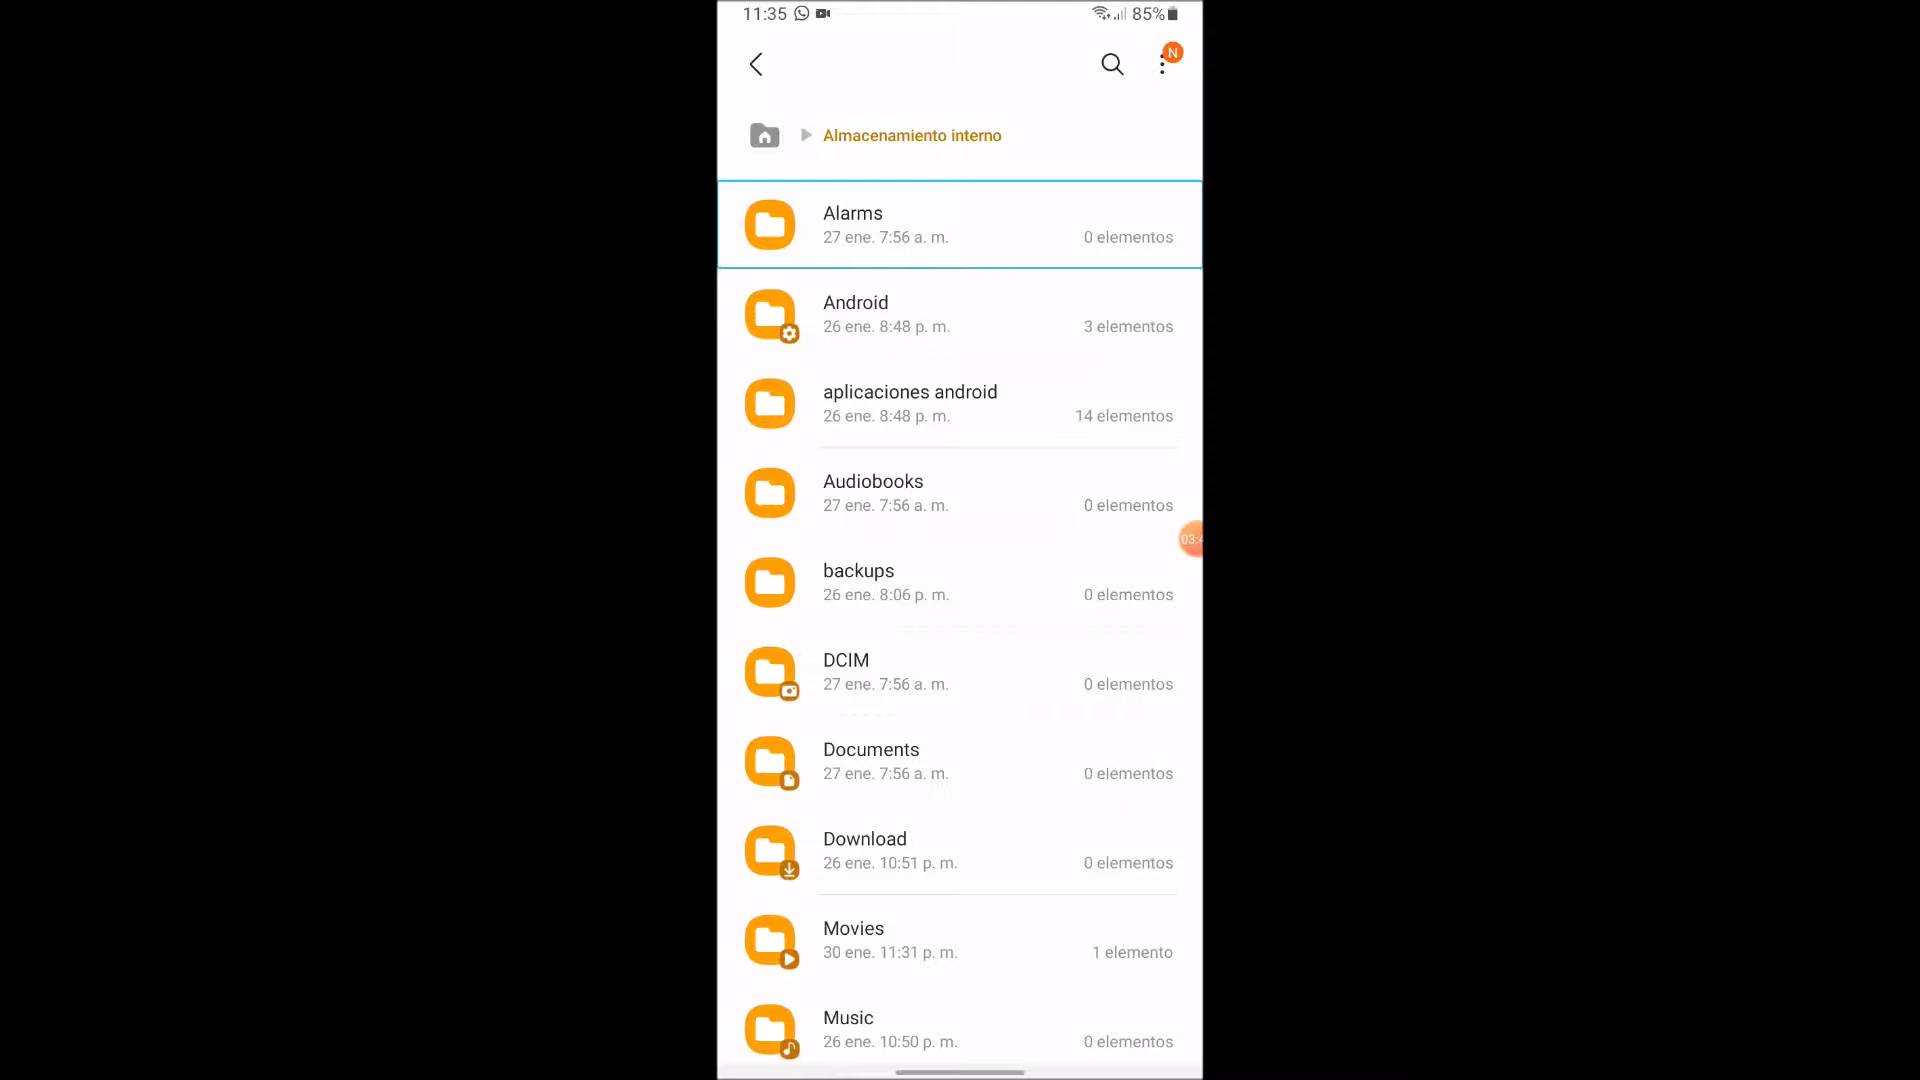 11:35 85%
N
Almacenamiento interno
Alarms
27 ene. 7:56 a. m. 0 elementos
Android
26 ene. 8:48 p. m. 3 elementos
aplicaciones android
26 ene. 8:48 p. m. 14 elementos
Audiobooks
27 ene. 7:56 a. m. 0 elementos
03:4
backups
26 ene. 8:06 p. m. 0 elementos
DCIM
27 ene. 7:56 a. m. 0 elementos
Documents
27 ene. 7:56 a. m. 0 elementos
Download
26 ene. 10:51 p. m. 0 elementos
Movies
30 ene. 11:31 p. m. 1 elemento
Music
26 ene. 10:50 p. m. 0 elementos